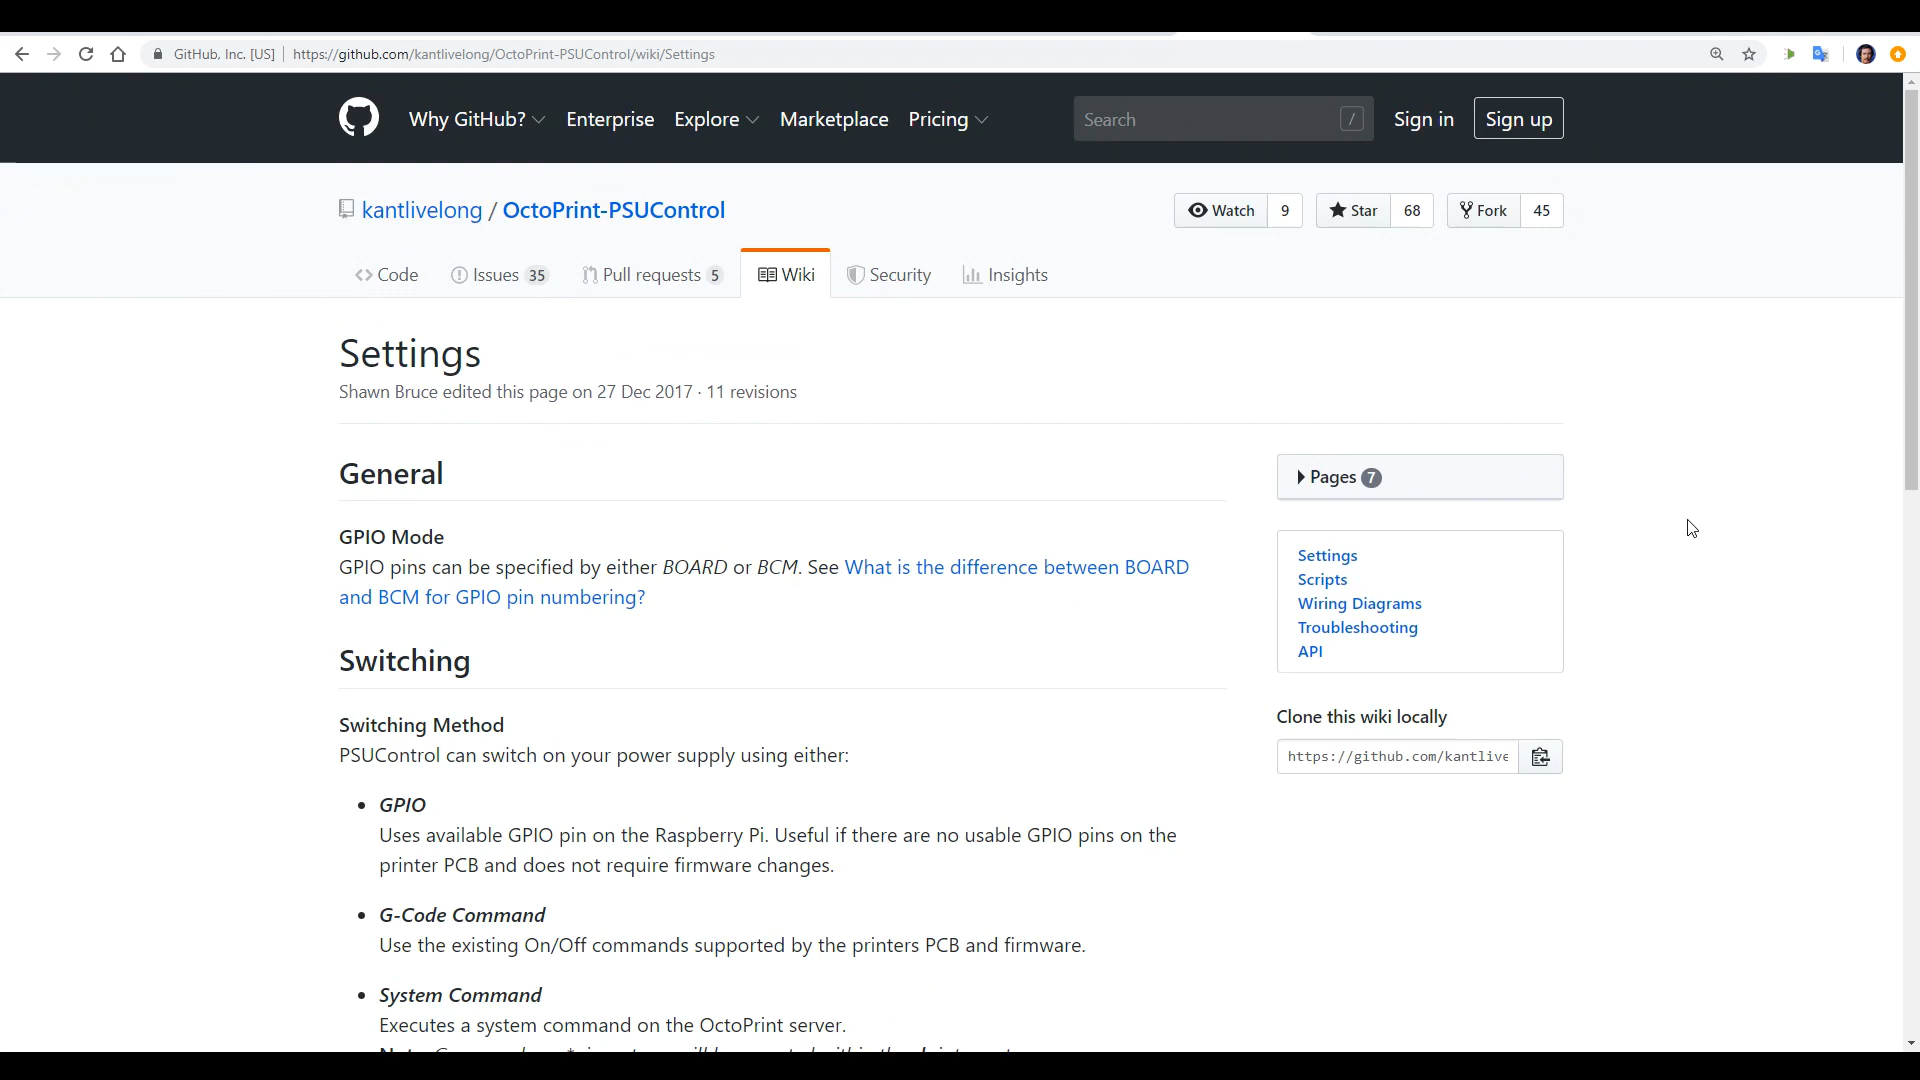 GitHub, Inc. [US] https://github.com/kantlivelong/OctoPrint-PSUControl/wiki/Settings
Why GitHub? Enterprise Explore Marketplace Pricing Search / Sign in Sign up
kantlivelong / OctoPrint-PSUControl Watch 9 Star 68 Fork 45
Code Issues 35 Pull requests 5 Wiki Security Insights
Settings
Shawn Bruce edited this page on 27 Dec 2017 · 11 revisions
General
GPIO Mode
GPIO pins can be specified by either BOARD or BCM. See What is the difference between BOARD
and BCM for GPIO pin numbering?
Switching
Switching Method
PSUControl can switch on your power supply using either:
• GPIO
Uses available GPIO pin on the Raspberry Pi. Useful if there are no usable GPIO pins on the
printer PCB and does not require firmware changes.
• G-Code Command
Use the existing On/Off commands supported by the printers PCB and firmware.
• System Command
Executes a system command on the OctoPrint server.
Pages 7
Settings
Scripts
Wiring Diagrams
Troubleshooting
API
Clone this wiki locally
https://github.com/kantlive